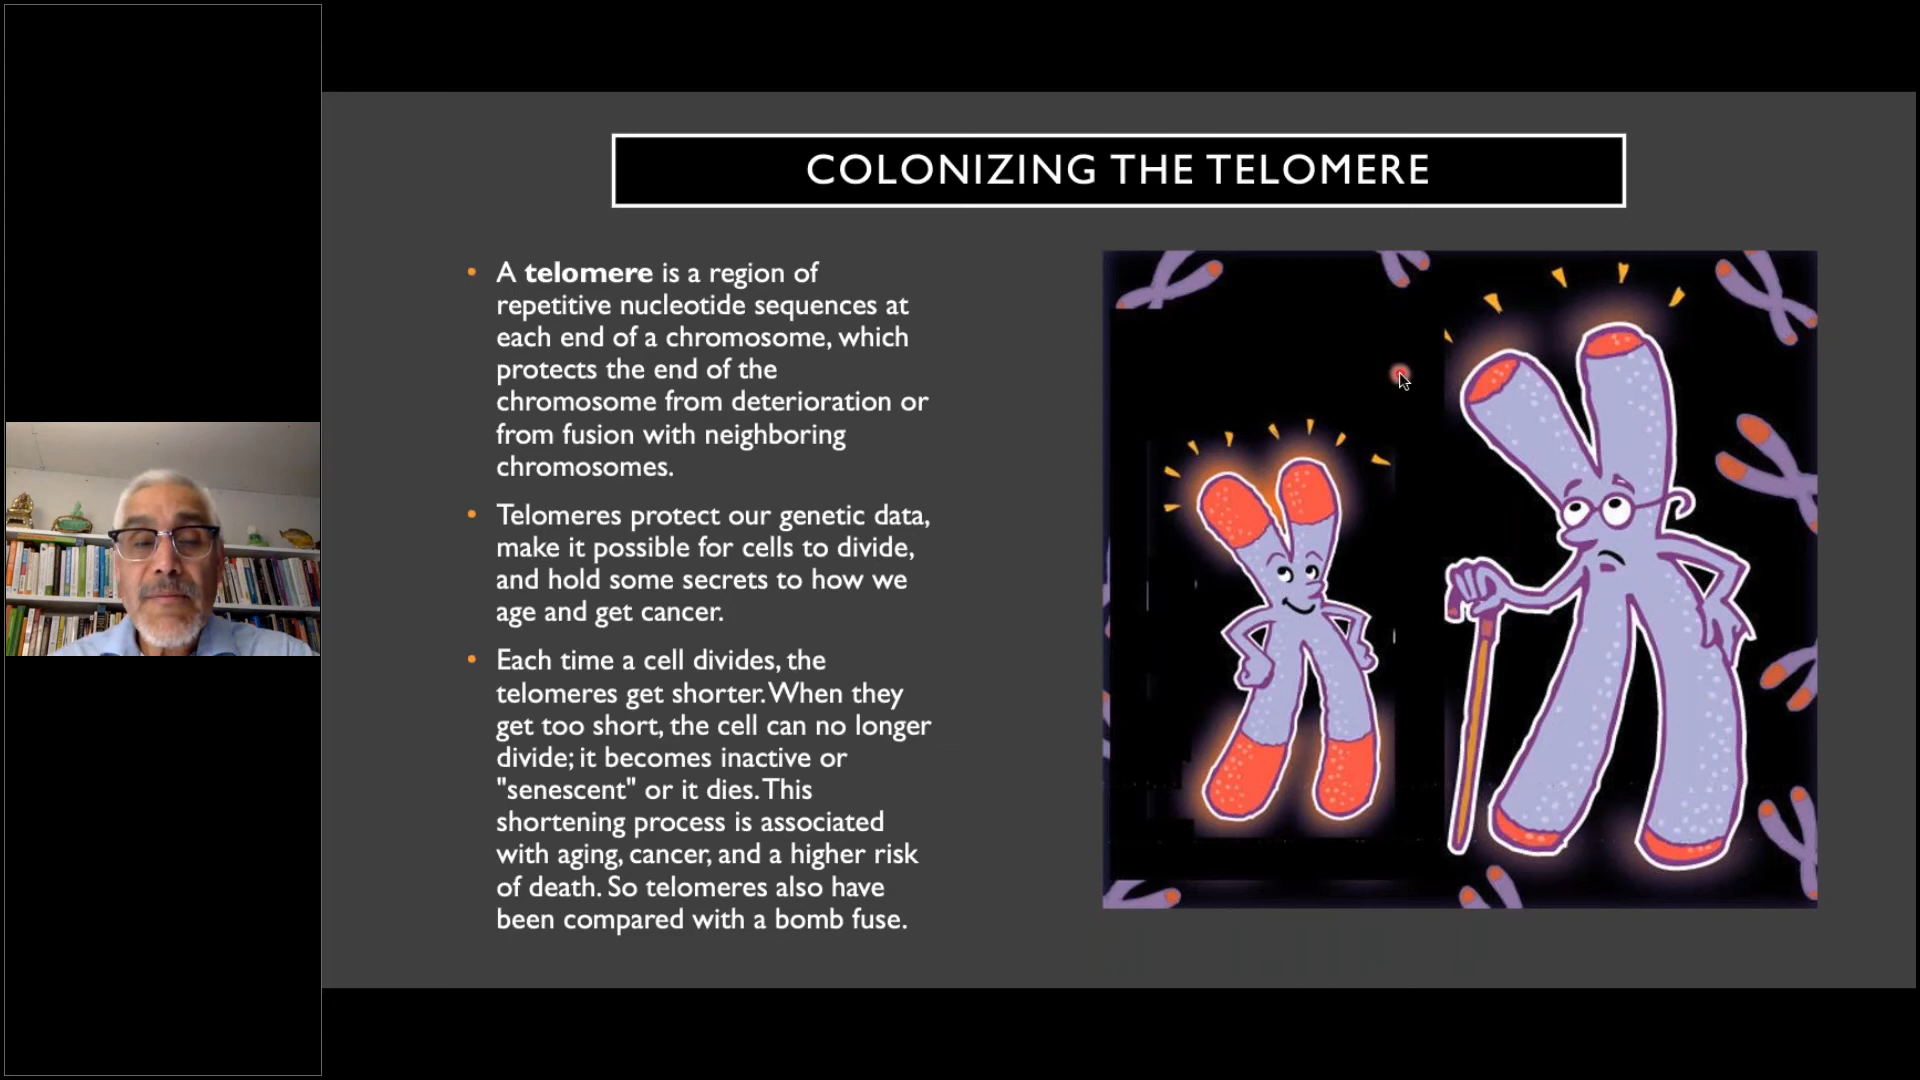 COLONIZING THE TELOMERE
• A telomere is a region of
repetitive nucleotide sequences at
each end of a chromosome, which
protects the end of the
chromosome from deterioration or
from fusion with neighboring
chromosomes.
• Telomeres protect our genetic data,
make it possible for cells to divide,
and hold some secrets to how we
age and get cancer.
• Each time a cell divides, the
telomeres get shorter. When they
get too short, the cell can no longer
divide; it becomes inactive or
"senescent" or it dies. This
shortening process is associated
with aging, cancer, and a higher risk
of death. So telomeres also have
been compared with a bomb fuse.